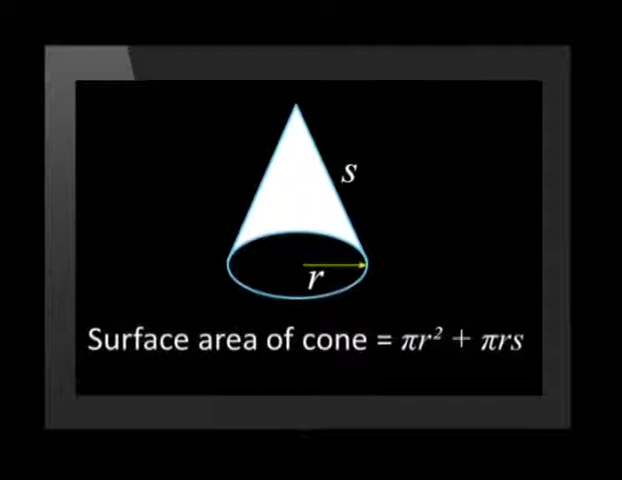 s
r
Surface area of cone = πr² + πrs